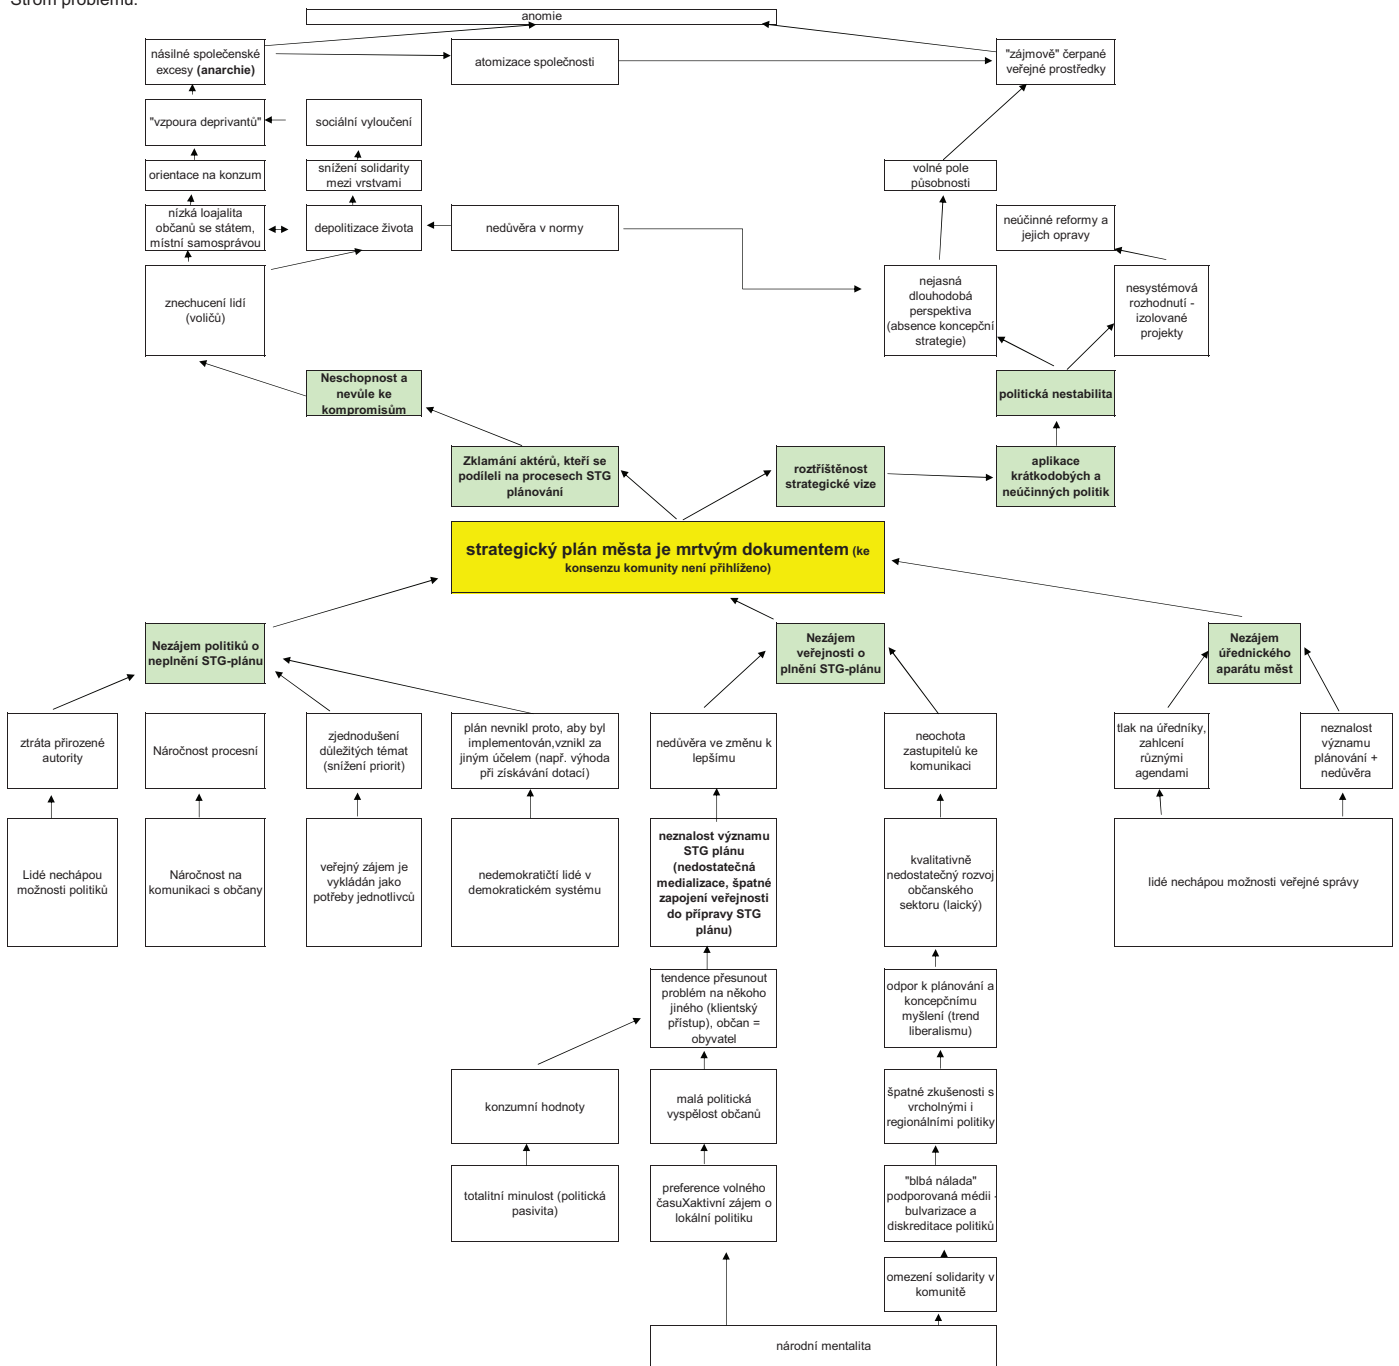 Strom problému:
anomie
násilné společenské
excesy (anarchie)
atomizace společnosti
"zájmově" čerpané
veřejné prostředky
"vzpoura deprivantů"
sociální vyloučení
orientace na konzum
snížení solidarity
mezi vrstvami
volné pole
působnosti
nízká loajalita
občanů se státem,
místní samosprávou
depolitizace života
nedůvěra v normy
neúčinné reformy a
jejich opravy
znechucení lidí
(voličů)
nejasná
dlouhodobá
perspektiva
(absence koncepční
strategie)
nesystémová
rozhodnutí -
izolované
projekty
Neschopnost a
nevůle ke
kompromisům
politická nestabilita
Zklamání aktérů, kteří se
podíleli na procesech STG
plánování
roztříštěnost
strategické vize
aplikace
krátkodobých a
neúčinných politik
strategický plán města je mrtvým dokumentem (ke
konsenzu komunity není přihlíženo)
Nezájem politiků o
neplnění STG-plánu
Nezájem
veřejnosti o
plnění STG-plánu
Nezájem
úřednického
aparátu měst
ztráta přirozené
autority
Náročnost procesní
zjednodušení
důležitých témat
(snížení priorit)
plán nevnikl proto, aby byl
implementován,vznikl za
jiným účelem (např. výhoda
při získávání dotací)
nedůvěra ve změnu k
lepšímu
neochota
zastupitelů ke
komunikaci
tlak na úředníky,
zahlcení
různými
agendami
neznalost
významu
plánování +
nedůvěra
Lidé nechápou
možnosti politiků
Náročnost na
komunikaci s občany
veřejný zájem je
vykládán jako
potřeby jednotlivců
nedemokratičtí lidé v
demokratickém systému
neznalost významu
STG plánu
(nedostatečná
medializace, špatné
zapojení veřejnosti
do přípravy STG
plánu)
kvalitativně
nedostatečný rozvoj
občanského
sektoru (laický)
lidé nechápou možnosti veřejné správy
tendence přesunout
problém na někoho
jiného (klientský
přístup), občan =
obyvatel
odpor k plánování a
koncepčnímu
myšlení (trend
liberalismu)
konzumní hodnoty
malá politická
vyspělost občanů
špatné zkušenosti s
vrcholnými i
regionálními politiky
totalitní minulost (politická
pasivita)
preference volného
časuXaktivní zájem o
lokální politiku
"blbá nálada"
podporovaná médii -
bulvarizace a
diskreditace politiků
omezení solidarity v
komunitě
národní mentalita